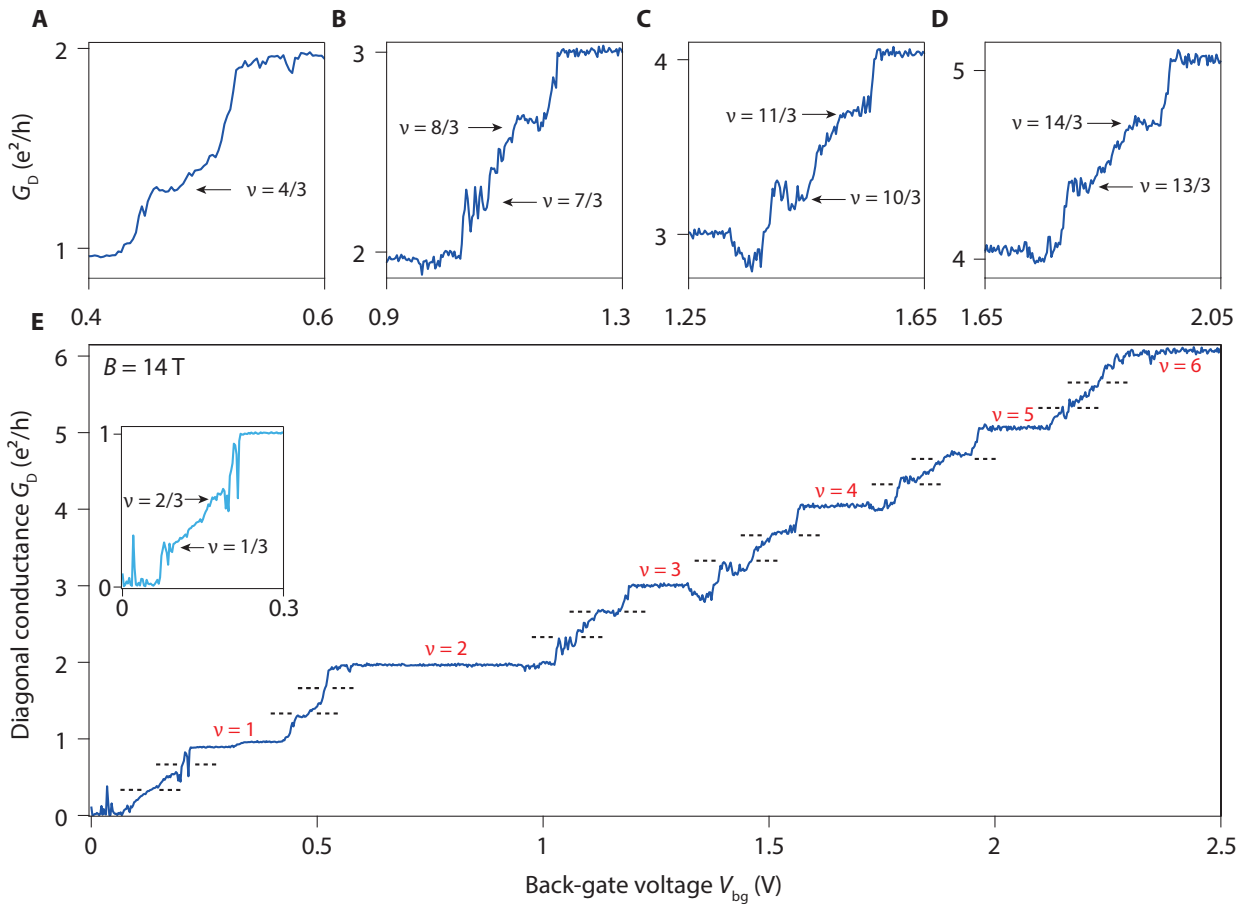 A
B
C
D
2
1
G_D (e²/h)
ν = 4/3
0.4
0.6
3
2
ν = 8/3
ν = 7/3
0.9
1.3
4
3
ν = 11/3
ν = 10/3
1.25
1.65
5
4
ν = 14/3
ν = 13/3
1.65
2.05
E
B = 14 T
Diagonal conductance G_D (e²/h)
6
5
4
3
2
1
0
1
0
ν = 2/3
ν = 1/3
0
0.3
ν = 1
ν = 2
ν = 3
ν = 4
ν = 5
ν = 6
0
0.5
1
1.5
2
2.5
Back-gate voltage V_bg (V)